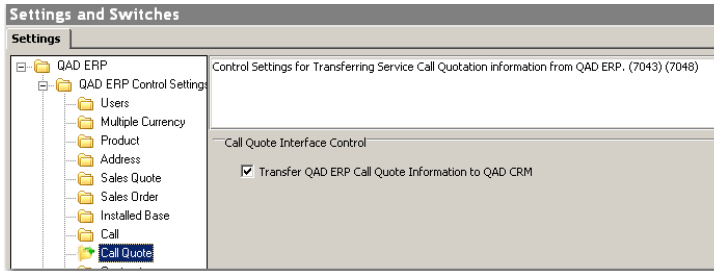 Settings and Switches
Settings
QAD ERP
QAD ERP Control Settings
Users
Multiple Currency
Product
Address
Sales Quote
Sales Order
Installed Base
Call
Call Quote
Control Settings for Transferring Service Call Quotation information from QAD ERP. (7043) (7048)
Call Quote Interface Control
Transfer QAD ERP Call Quote Information to QAD CRM